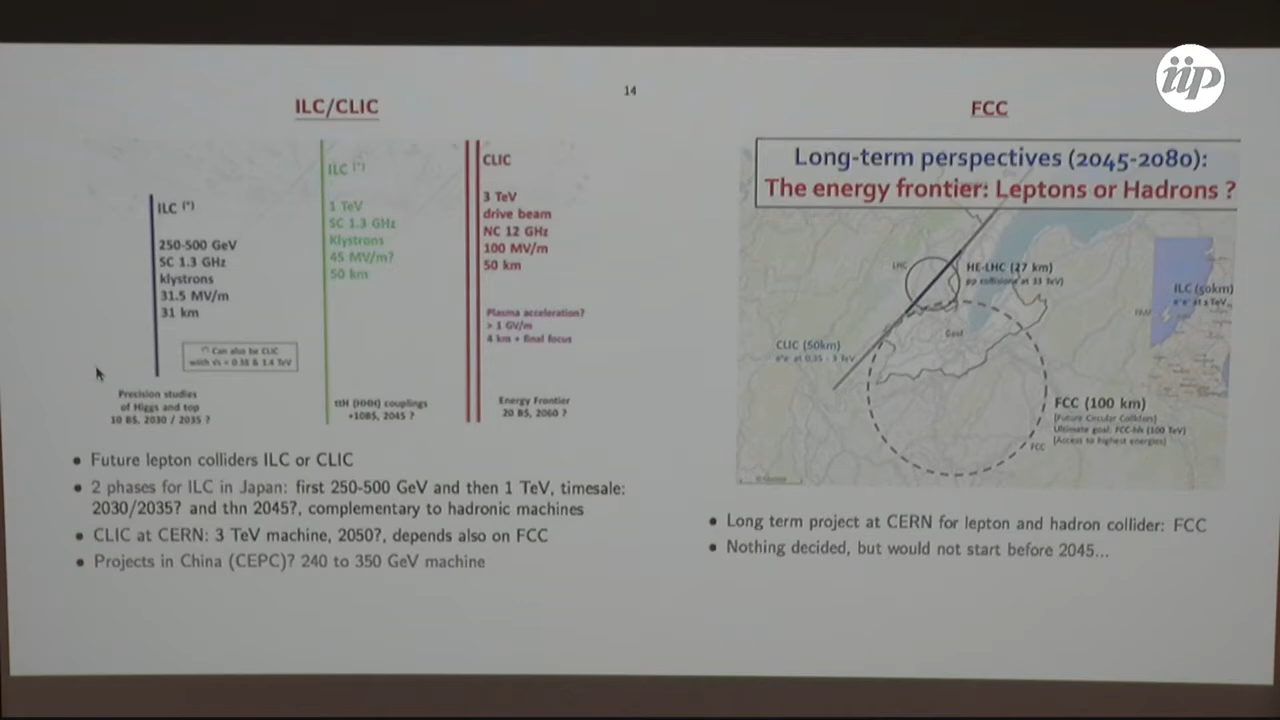 iip
14
ILC/CLIC
ILC (*)
250-500 GeV
SC 1.3 GHz
klystrons
31.5 MV/m
31 km
(*) Can also be CLIC
with √s = 0.38 & 1.4 TeV
Precision studies
of Higgs and top
10 B$, 2030 / 2035 ?
ILC (*)
1 TeV
SC 1.3 GHz
Klystrons
45 MV/m?
50 km
ttH (HHH) couplings
+10B$, 2045 ?
CLIC
3 TeV
drive beam
NC 12 GHz
100 MV/m
50 km
Plasma acceleration?
> 1 GV/m
4 km + final focus
Energy Frontier
20 B$, 2060 ?
• Future lepton colliders ILC or CLIC
• 2 phases for ILC in Japan: first 250-500 GeV and then 1 TeV, timesale:
2030/2035? and thn 2045?, complementary to hadronic machines
• CLIC at CERN: 3 TeV machine, 2050?, depends also on FCC
• Projects in China (CEPC)? 240 to 350 GeV machine
FCC
Long-term perspectives (2045-2080):
The energy frontier: Leptons or Hadrons ?
LHC
HE-LHC (27 km)
pp collisions at 33 TeV)
ILC (50km)
CLIC (50km)
e⁺e⁻ at 0.35 - 3 TeV
FCC (100 km)
(Future Circular Colliders)
Ultimate goal: FCC-hh (100 TeV)
[Access to highest energies]
FCC
• Long term project at CERN for lepton and hadron collider: FCC
• Nothing decided, but would not start before 2045...